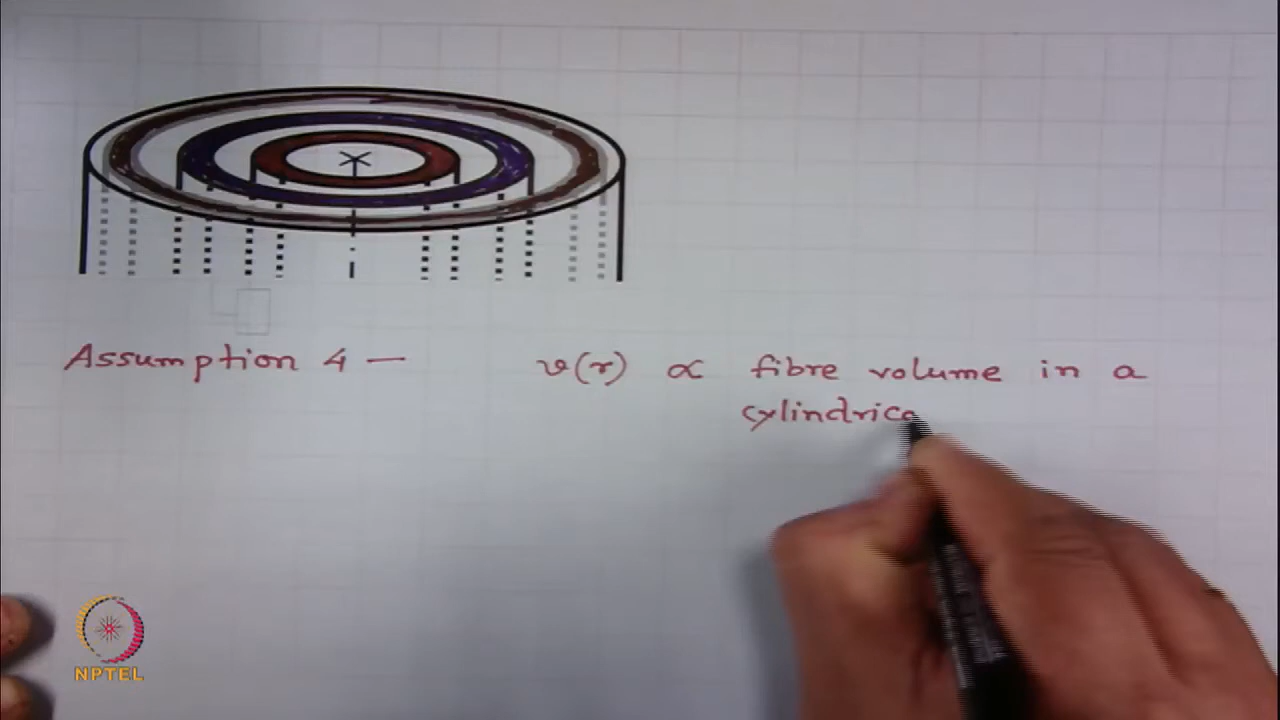 Assumption 4 — v(r) ∝ fibre volume in a
cylindrica
NPTEL